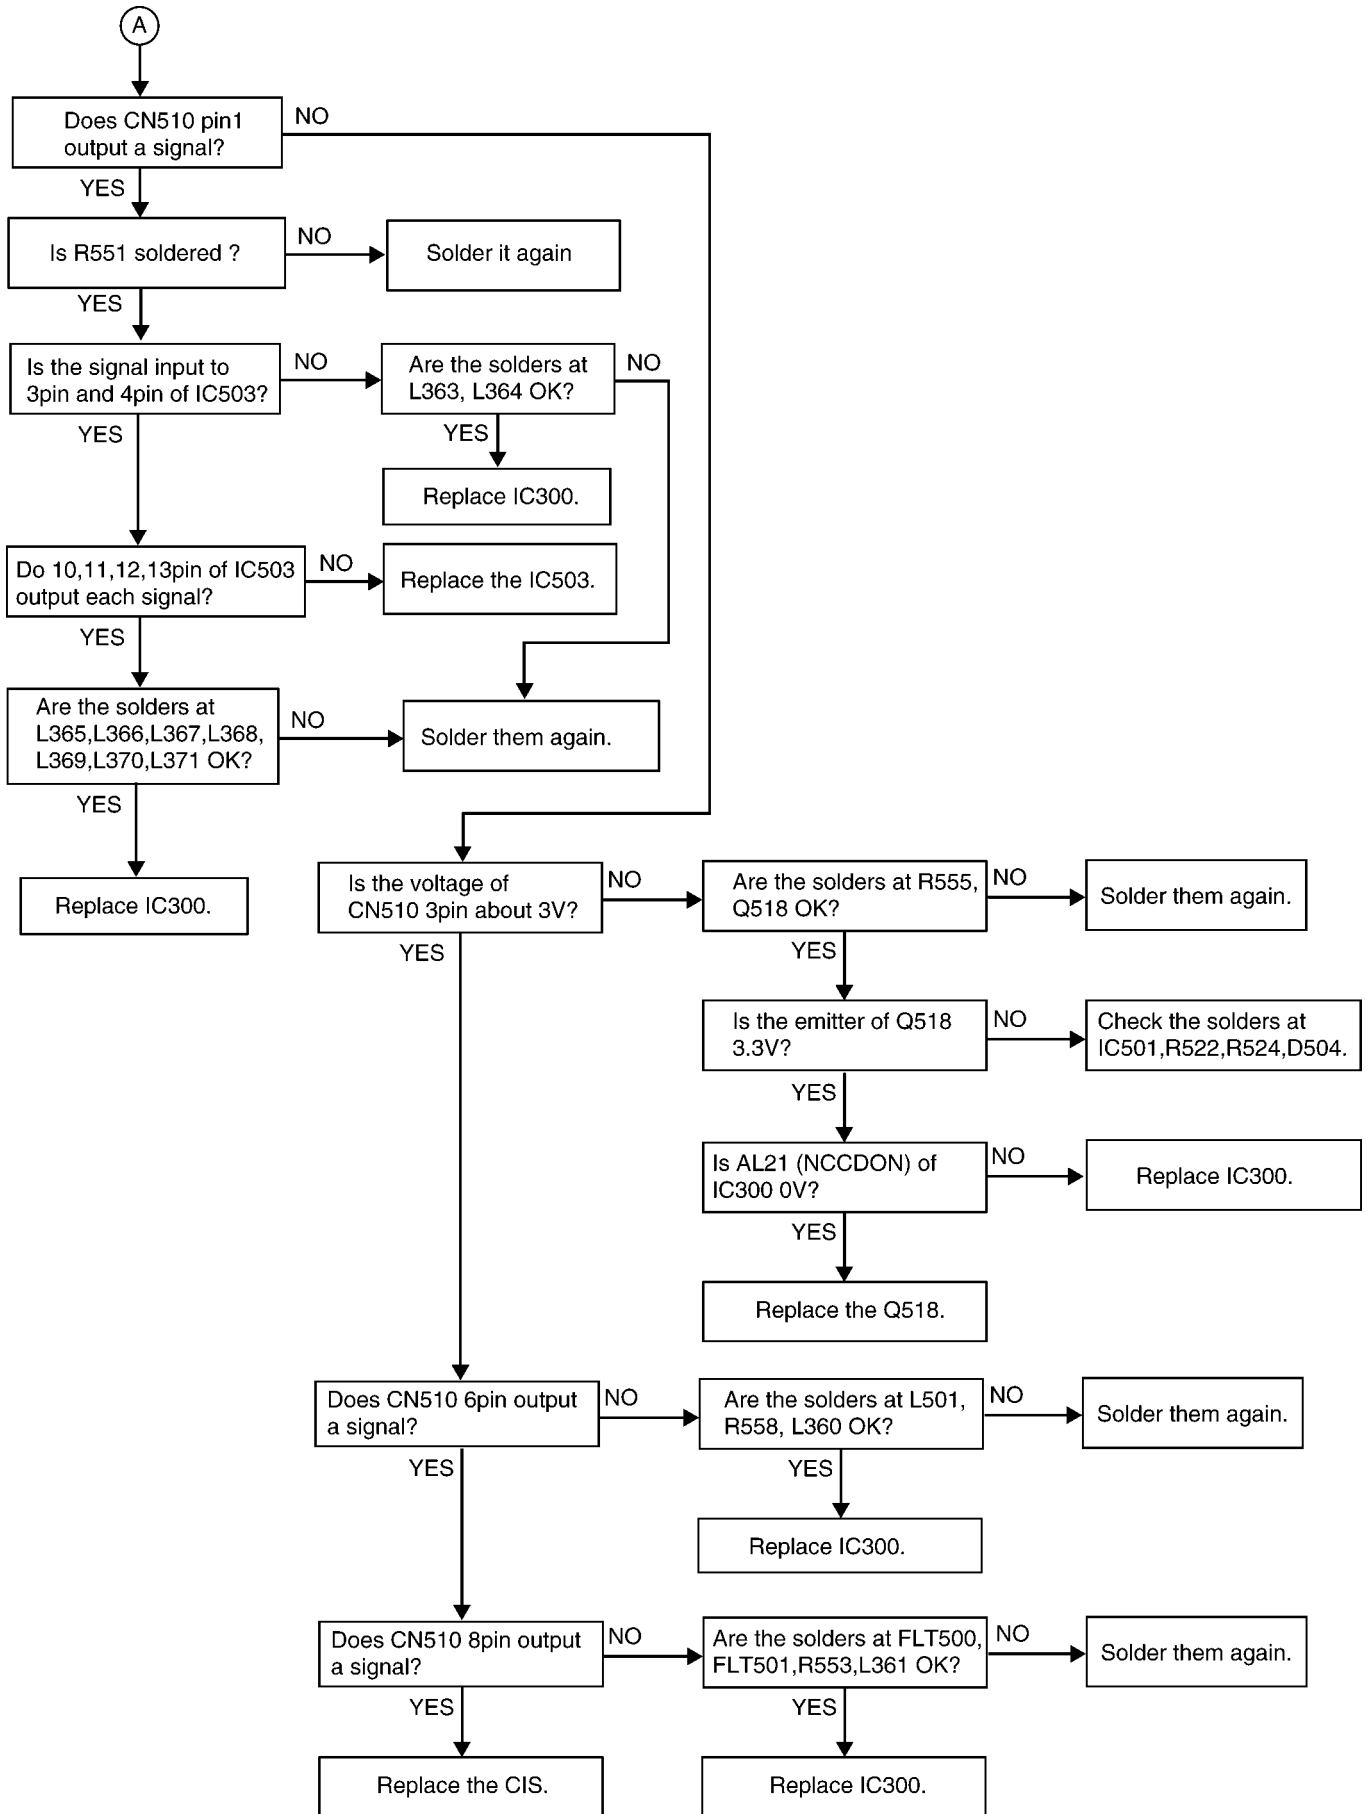 A
Does CN510 pin1
output a signal?
NO
YES
Is R551 soldered ?
NO
Solder it again
YES
Is the signal input to
3pin and 4pin of IC503?
NO
Are the solders at
L363, L364 OK?
NO
YES
YES
Replace IC300.
Do 10,11,12,13pin of IC503
output each signal?
NO
Replace the IC503.
YES
Are the solders at
L365,L366,L367,L368,
L369,L370,L371 OK?
NO
Solder them again.
YES
Replace IC300.
Is the voltage of
CN510 3pin about 3V?
NO
Are the solders at R555,
Q518 OK?
NO
Solder them again.
YES
YES
Is the emitter of Q518
3.3V?
NO
Check the solders at
IC501,R522,R524,D504.
YES
Is AL21 (NCCDON) of
IC300 0V?
NO
Replace IC300.
YES
Replace the Q518.
Does CN510 6pin output
a signal?
NO
Are the solders at L501,
R558, L360 OK?
NO
Solder them again.
YES
YES
Replace IC300.
Does CN510 8pin output
a signal?
NO
Are the solders at FLT500,
FLT501,R553,L361 OK?
NO
Solder them again.
YES
YES
Replace the CIS.
Replace IC300.